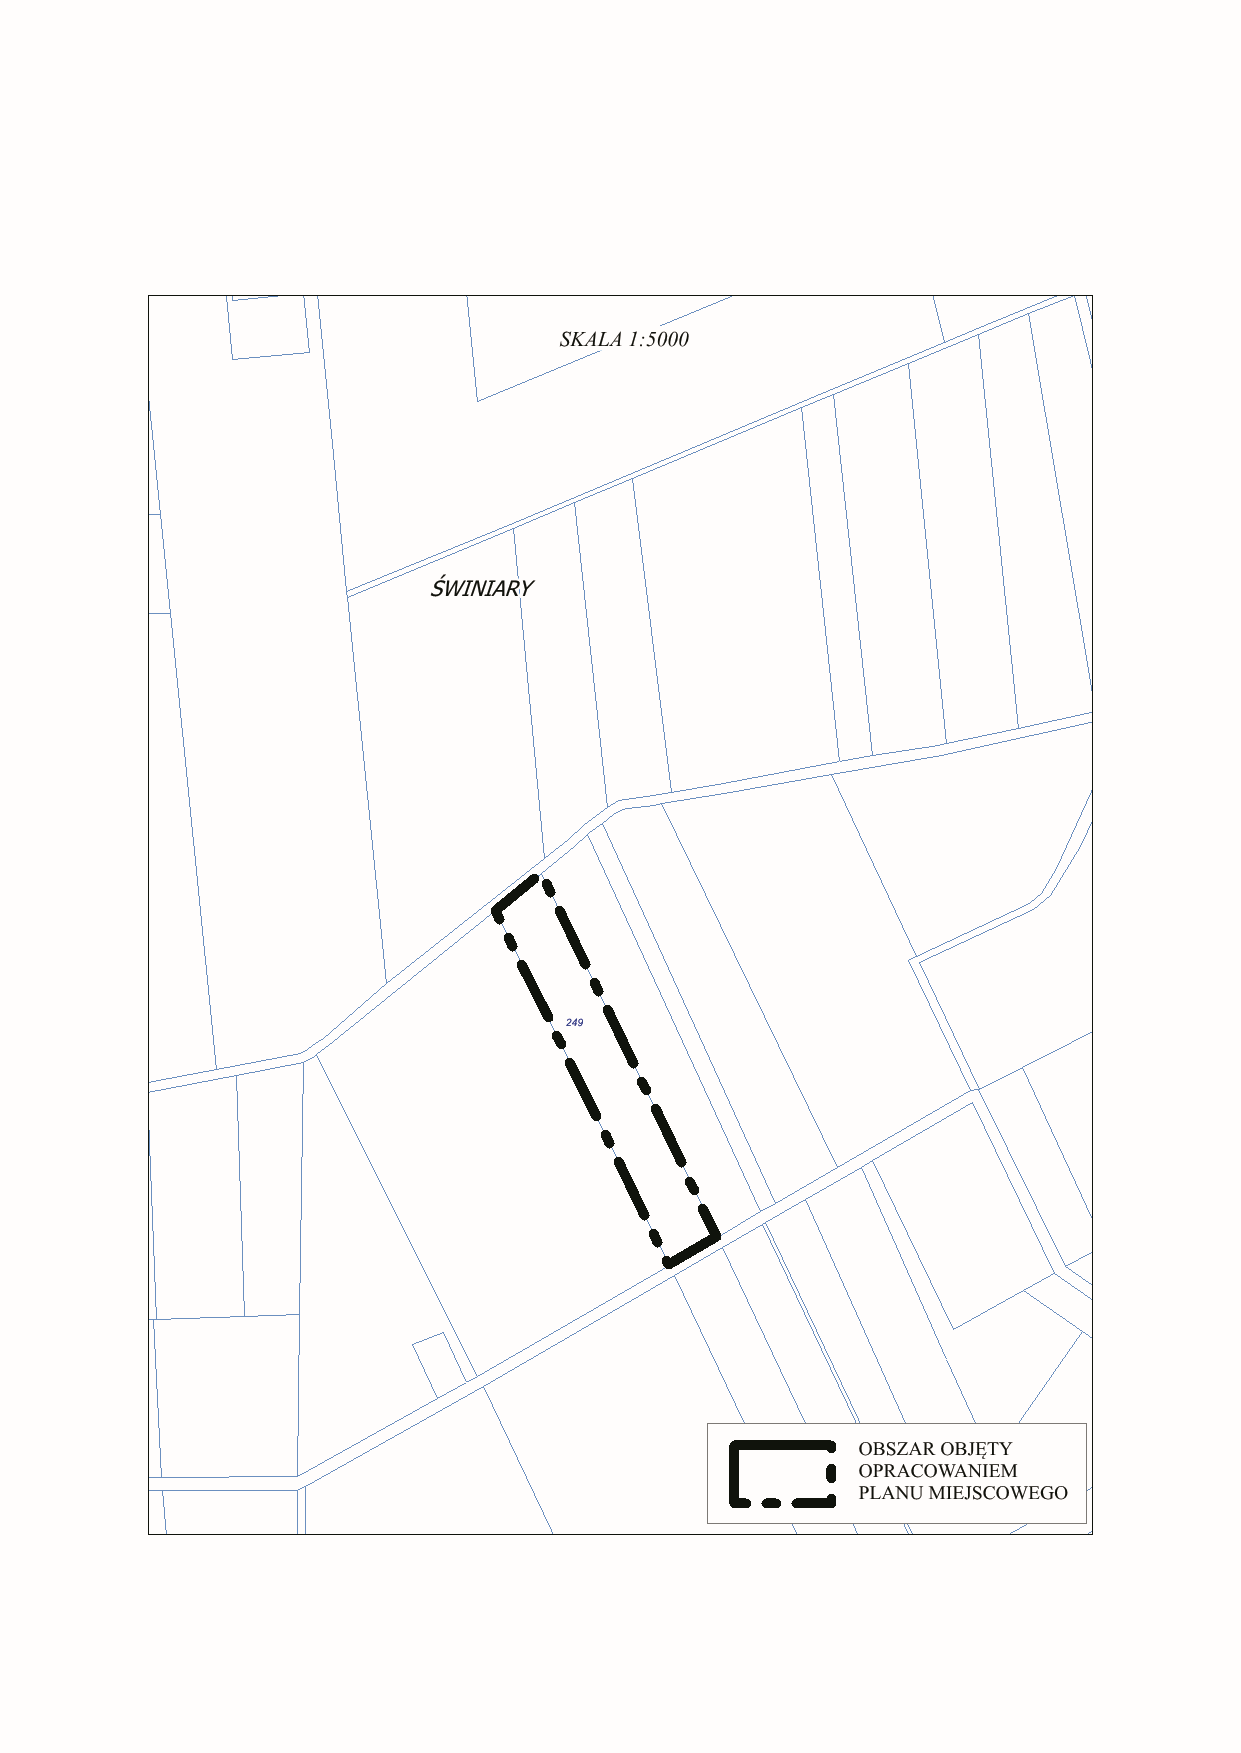 SKALA 1:5000
ŚWINIARY
249
OBSZAR OBJĘTY
OPRACOWANIEM
PLANU MIEJSCOWEGO